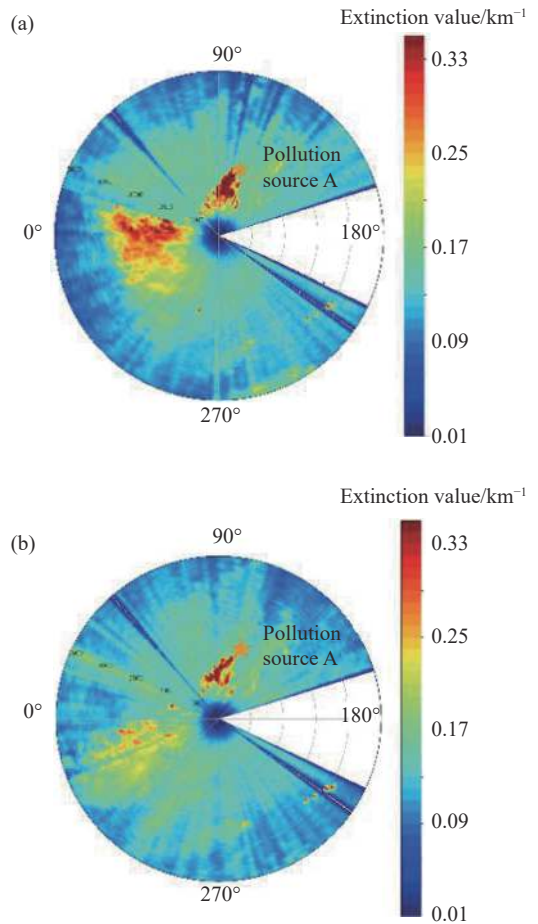 (a)
Extinction value/km⁻¹
90°
0.33
Pollution
source A
0.25
0°
180°
0.17
0.09
270°
0.01
Extinction value/km⁻¹
(b)
90°
0.33
Pollution
source A
0.25
0°
180°
0.17
0.09
270°
0.01